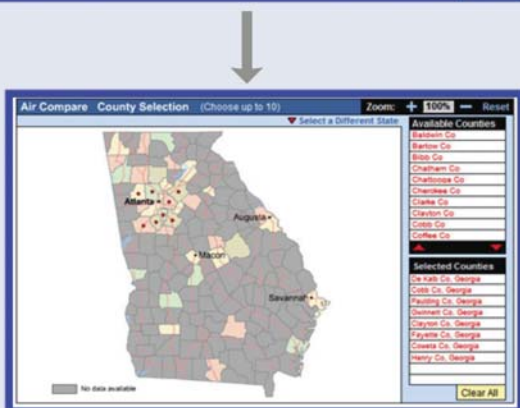 Air Compare County Selection (Choose up to 10) Zoom: + 100% − Reset
Select a Different State
Available Counties
Baldwin Co
Bartow Co
Bibb Co
Chatham Co
Chattooga Co
Cherokee Co
Clarke Co
Clayton Co
Cobb Co
Coffee Co
Atlanta
Augusta
Macon
Savannah
Selected Counties
De Kalb Co, Georgia
Cobb Co, Georgia
Paulding Co, Georgia
Gwinnett Co, Georgia
Clayton Co, Georgia
Fayette Co, Georgia
Coweta Co, Georgia
Henry Co, Georgia
No data available
Clear All